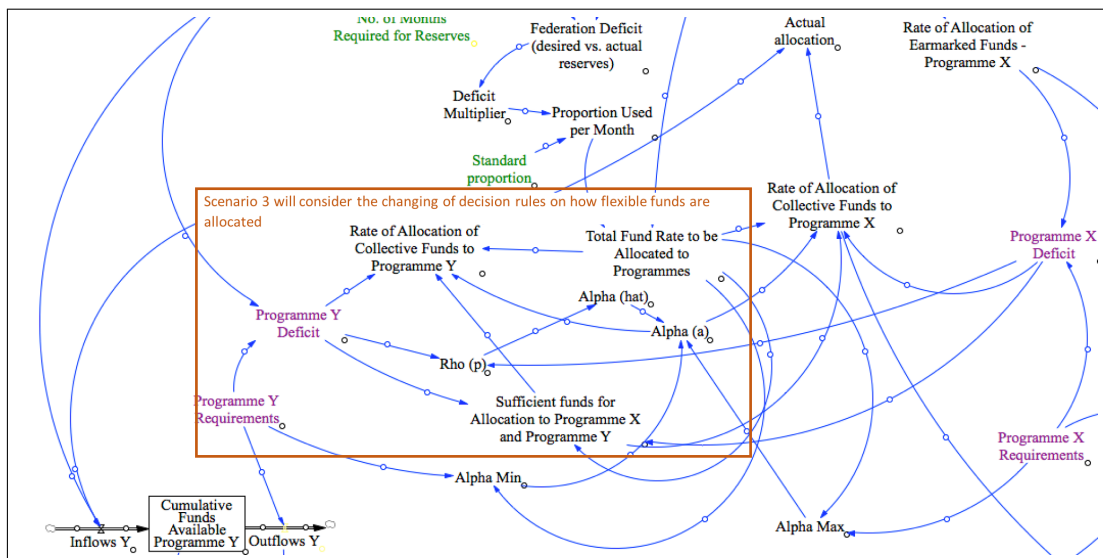 No. of Months
Required for Reserves
Federation Deficit
(desired vs. actual
reserves)
Actual
allocation
Rate of Allocation of
Earmarked Funds -
Programme X
Deficit
Multiplier
Proportion Used
per Month
Standard
proportion
Scenario 3 will consider the changing of decision rules on how flexible funds are
allocated
Rate of Allocation of
Collective Funds to
Programme Y
Total Fund Rate to be
Allocated to
Programmes
Rate of Allocation of
Collective Funds to
Programme X
Programme X
Deficit
Alpha (hat)
Programme Y
Deficit
Alpha (a)
Rho (p)
Programme Y
Requirements
Sufficient funds for
Allocation to Programme X
and Programme Y
Programme X
Requirements
Alpha Min
Cumulative
Funds
Available
Programme Y
Inflows Y
Outflows Y
Alpha Max